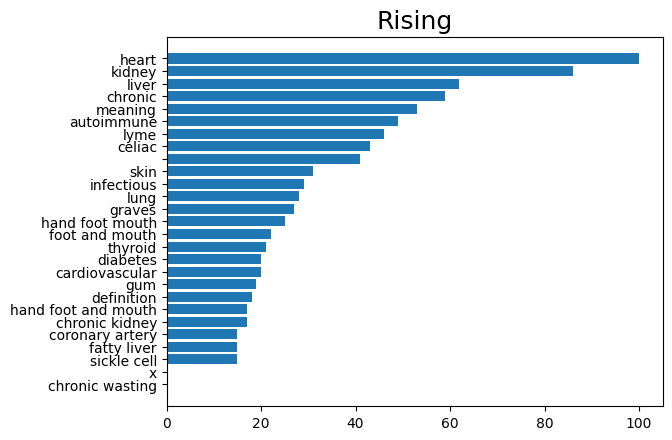 Rising
heart
kidney
liver
chronic
meaning
autoimmune
lyme
celiac
skin
infectious
lung
graves
hand foot mouth
foot and mouth
thyroid
diabetes
cardiovascular
gum
definition
hand foot and mouth
chronic kidney
coronary artery
fatty liver
sickle cell
x
chronic wasting
0 20 40 60 80 100